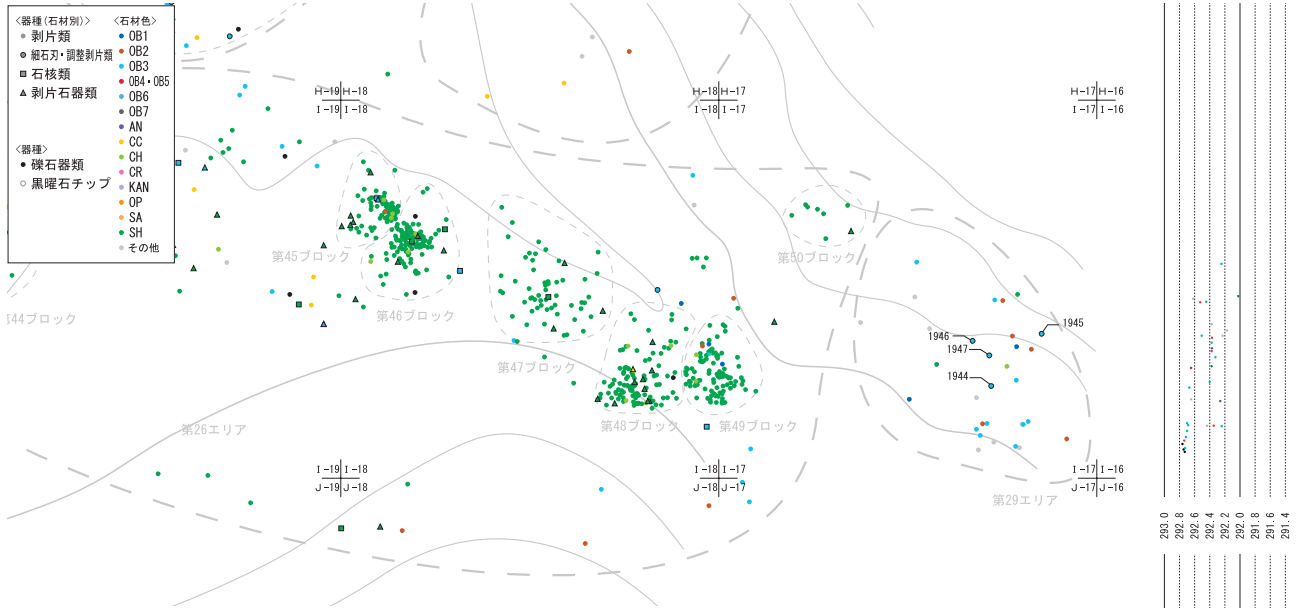 <器種(石材別)>
剥片類
細石刃・調整剥片類
石核類
剥片石器類
<器種>
礫石器類
黒曜石チップ
<石材色>
OB1
OB2
OB3
OB4・OB5
OB6
OB7
AN
CC
CH
CR
KAN
OP
SA
SH
その他
H-19 H-18
I-19 I-18
H-18 H-17
I-18 I-17
H-17 H-16
I-17 I-16
第45ブロック
第50ブロック
第44ブロック
第46ブロック
1945
1946
1947
1944
第47ブロック
第26エリア
第48ブロック
第49ブロック
I-19 I-18
J-19 J-18
I-18 I-17
J-18 J-17
I-17 I-16
J-17 J-16
第29エリア
293.0
292.8
292.6
292.4
292.2
292.0
291.8
291.6
291.4